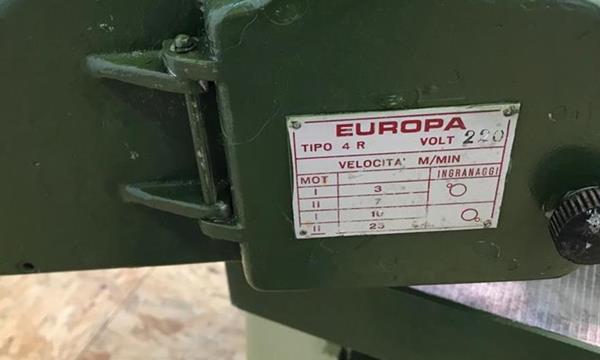 EUROPA
TIPO 4 R VOLT 220
VELOCITA' M/MIN
MOT INGRANAGGI
I 3
II 7
I 10
II 25